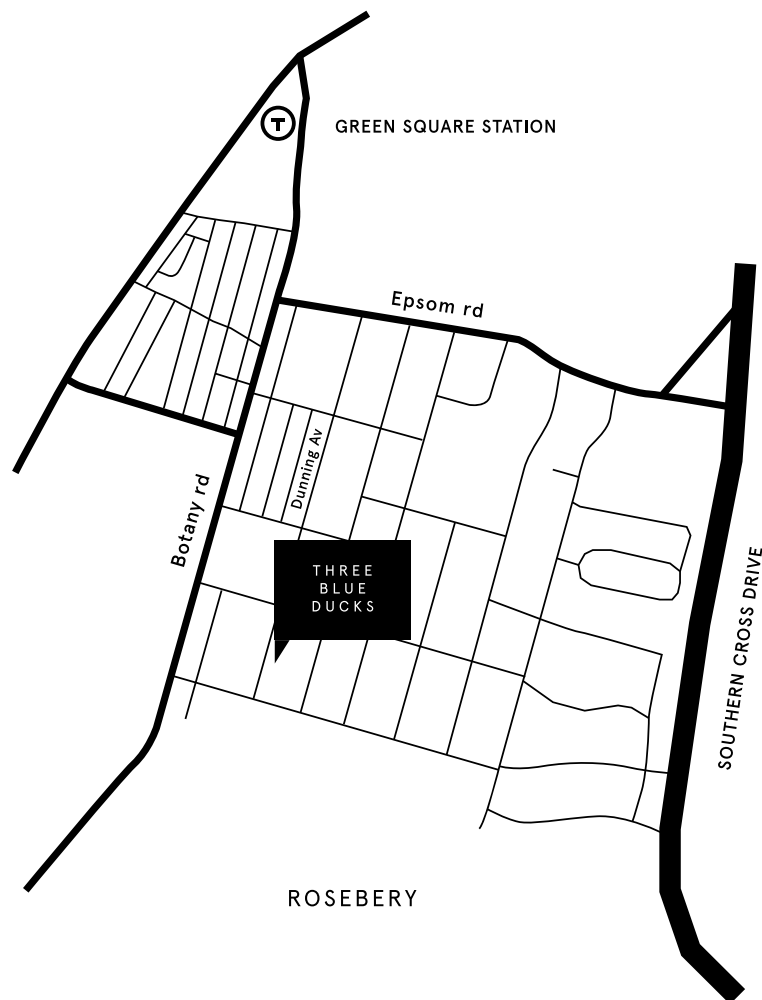 T
GREEN SQUARE STATION
Epsom rd
Dunning Av
Botany rd
THREE
BLUE
DUCKS
SOUTHERN CROSS DRIVE
ROSEBERY